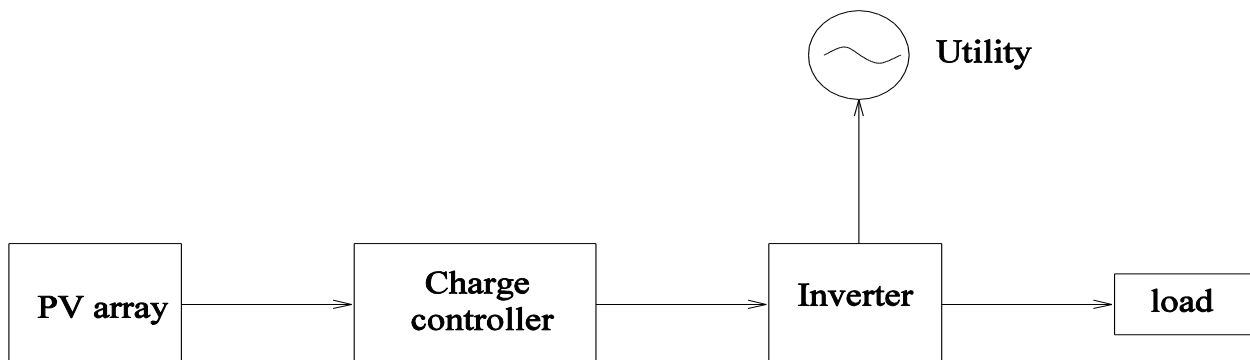 Utility
PV array
Charge
controller
Inverter
load